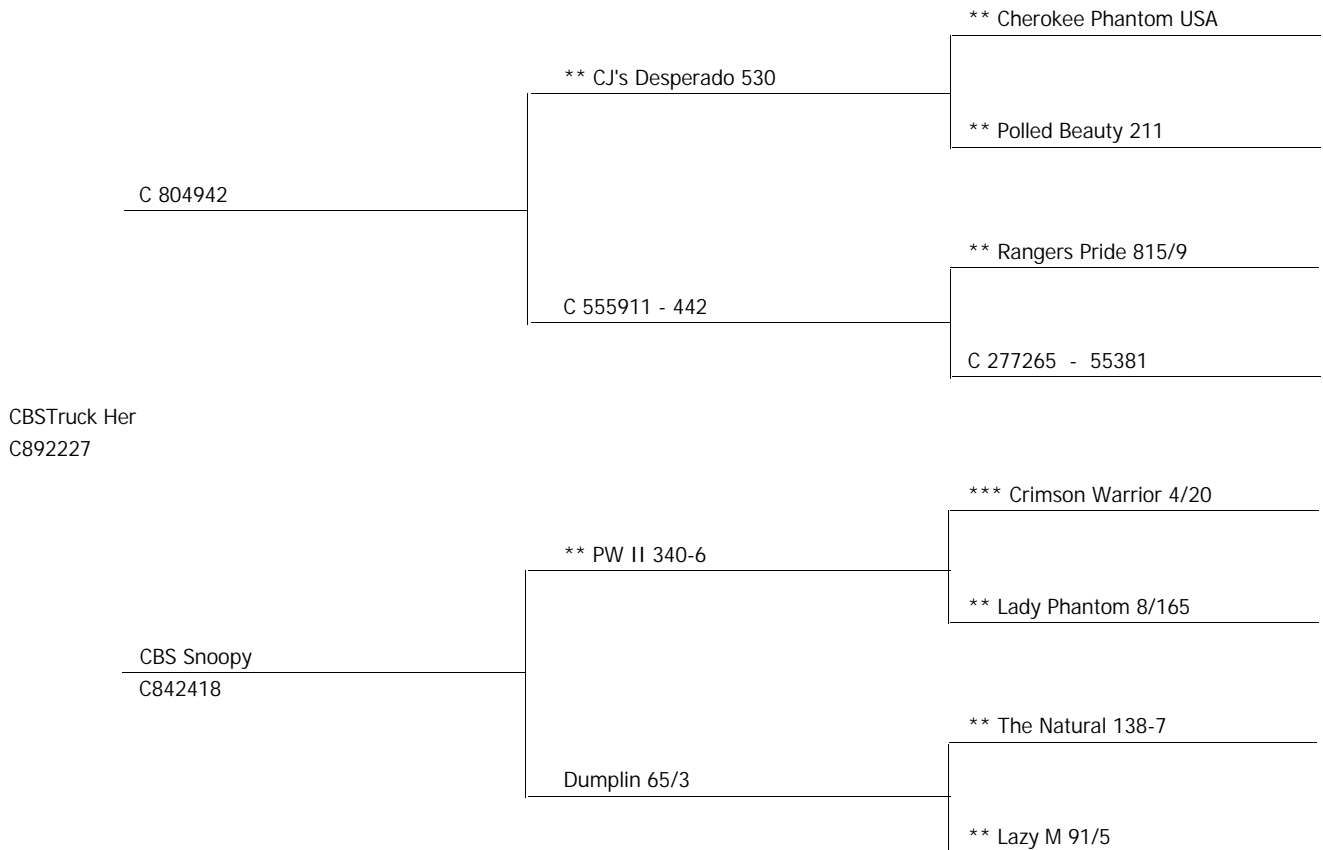 ** Cherokee Phantom USA
** CJ's Desperado 530
** Polled Beauty 211
C 804942
** Rangers Pride 815/9
C 555911 - 442
C 277265 - 55381
CBSTruck Her
C892227
*** Crimson Warrior 4/20
** PW II 340-6
** Lady Phantom 8/165
CBS Snoopy
C842418
** The Natural 138-7
Dumplin 65/3
** Lazy M 91/5